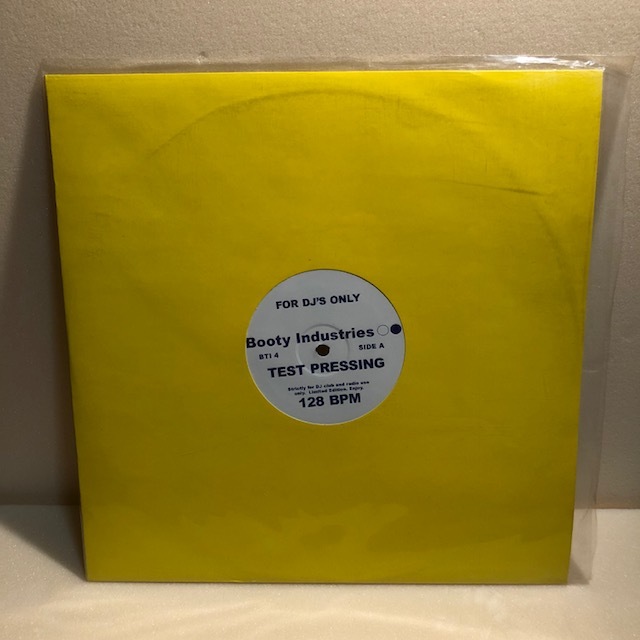 FOR DJ'S ONLY
Booty Industries
BTI 4 SIDE A
TEST PRESSING
Strictly for DJ club and radio use
only. Limited Edition. Enjoy.
128 BPM